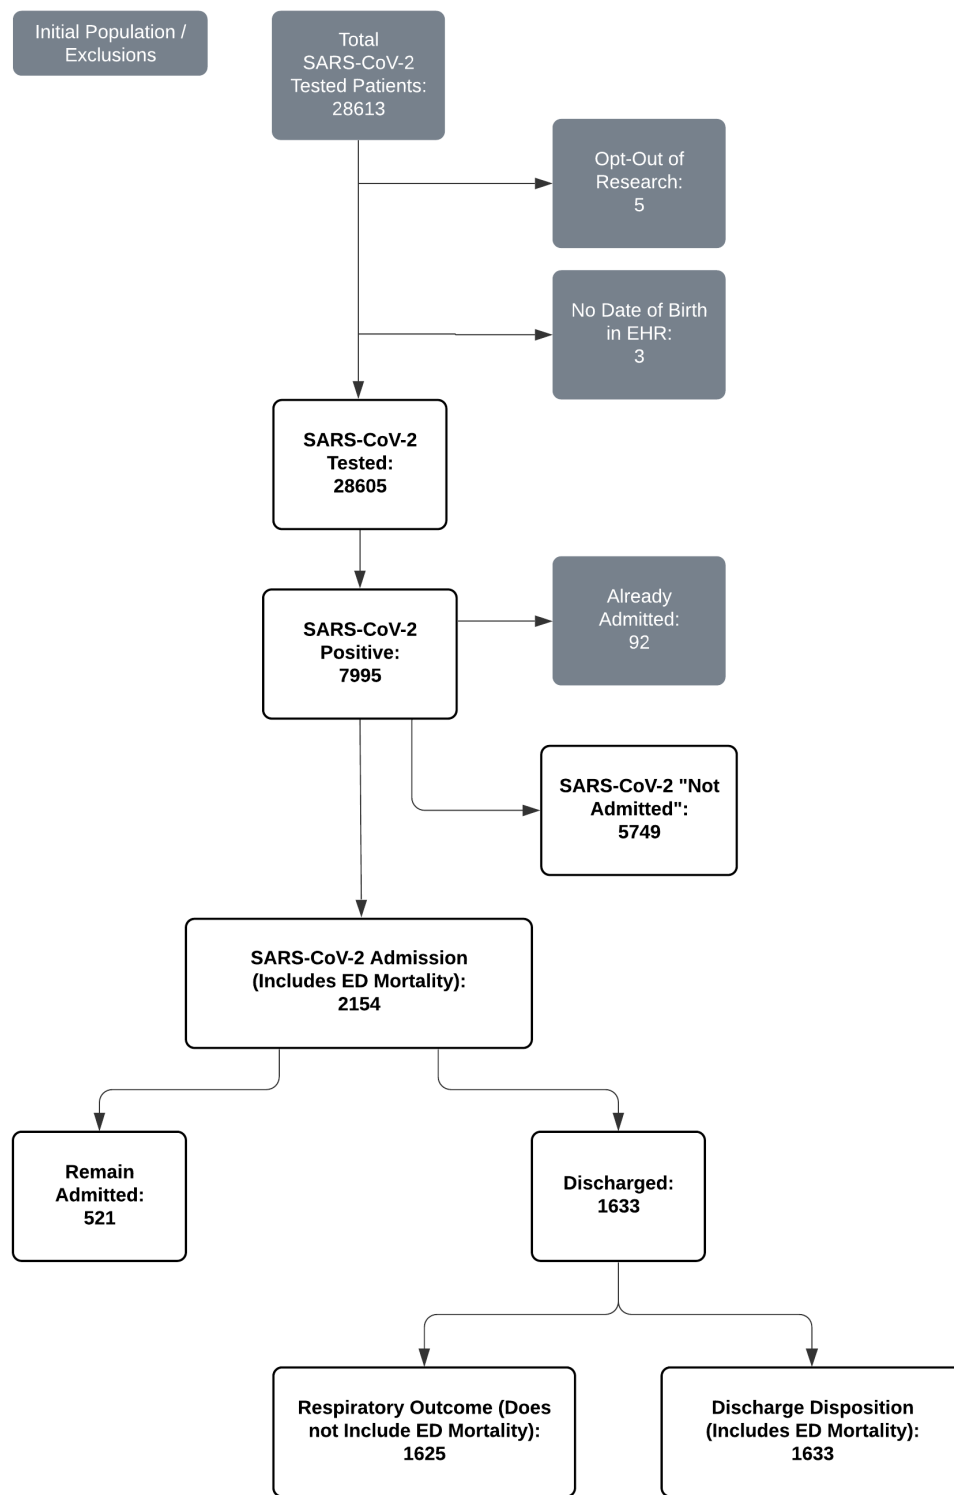 Initial Population /
Exclusions
Total
SARS-CoV-2
Tested Patients:
28613
Opt-Out of
Research:
5
No Date of Birth
in EHR:
3
SARS-CoV-2
Tested:
28605
SARS-CoV-2
Positive:
7995
Already
Admitted:
92
SARS-CoV-2 "Not
Admitted":
5749
SARS-CoV-2 Admission
(Includes ED Mortality):
2154
Remain
Admitted:
521
Discharged:
1633
Respiratory Outcome (Does
not Include ED Mortality):
1625
Discharge Disposition
(Includes ED Mortality):
1633